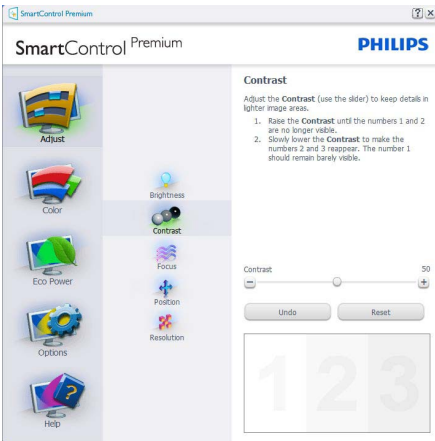 SmartControl Premium
SmartControl Premium
PHILIPS
Adjust
Color
Eco Power
Options
Help
Brightness
Contrast
Focus
Position
Resolution
Contrast
Adjust the Contrast (use the slider) to keep details in
lighter image areas.
1. Raise the Contrast until the numbers 1 and 2
are no longer visible.
2. Slowly lower the Contrast to make the
numbers 2 and 3 reappear. The number 1
should remain barely visible.
Contrast 50
Undo Reset
1 2 3